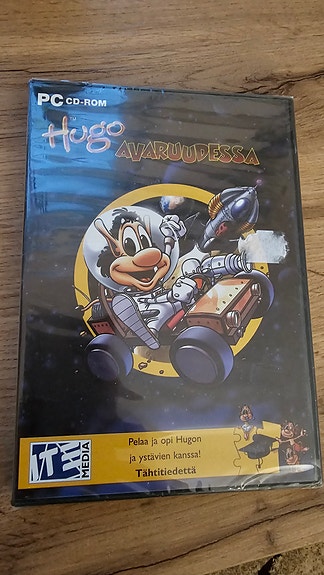 PC CD-ROM
Hugo
AVARUUDESSA
Pelaa ja opi Hugon
ja ystävien kanssa!
Tähtitiedettä
ITE
MEDIA